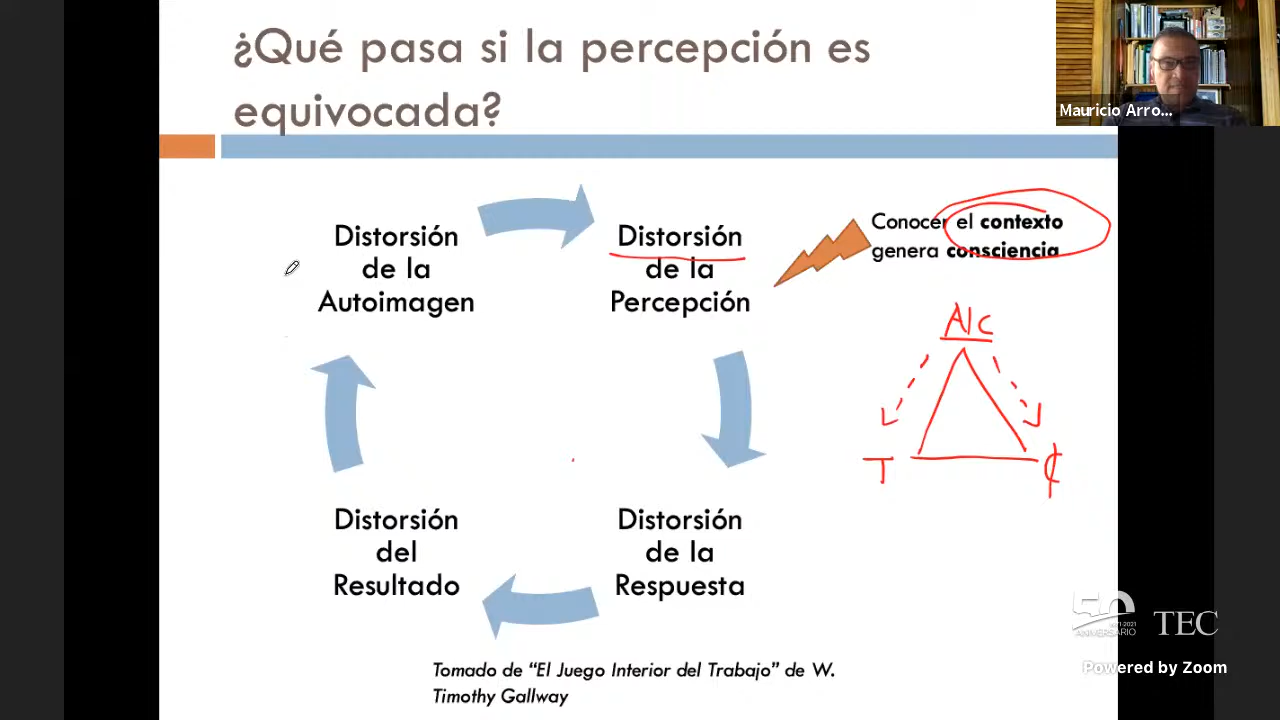 ¿Qué pasa si la percepción es
equivocada?
Mauricio Arro...
Distorsión
de la
Autoimagen
Distorsión
de la
Percepción
Conocer el contexto
genera consciencia
A/C
T
₵
Distorsión
del
Resultado
Distorsión
de la
Respuesta
50
ANIVERSARIO
TEC
Powered by Zoom
Tomado de “El Juego Interior del Trabajo” de W.
Timothy Gallway